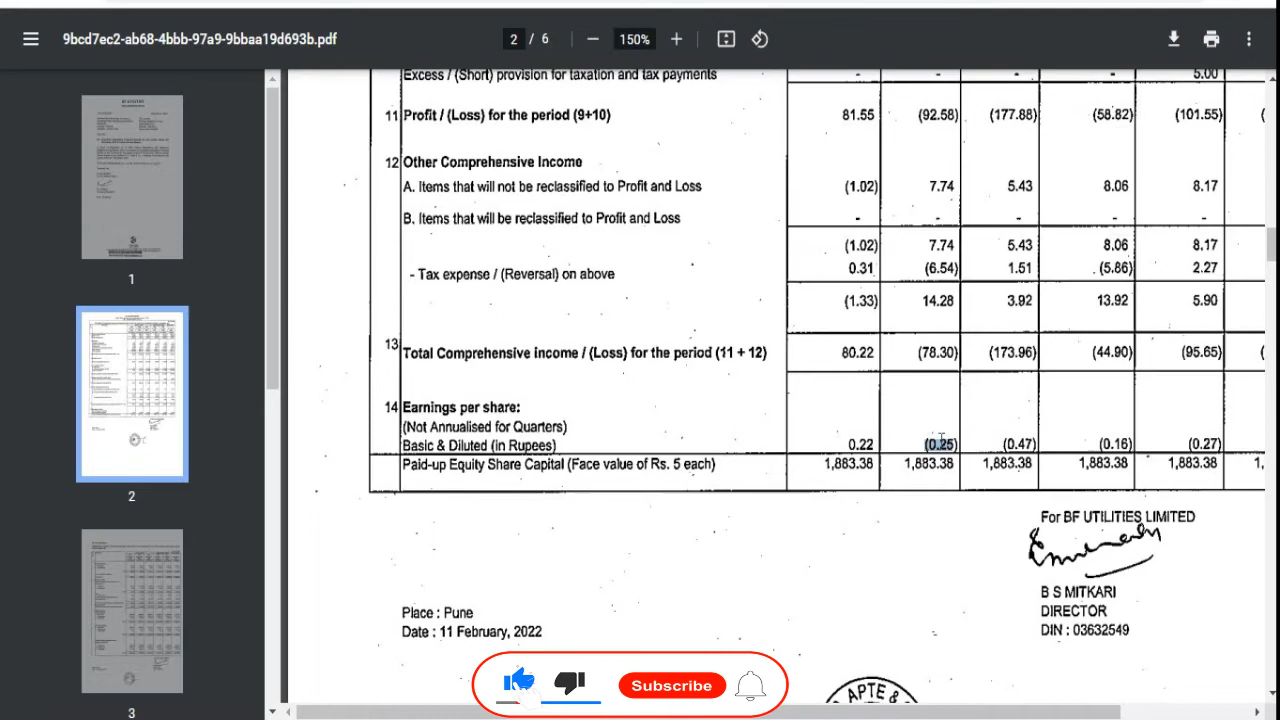 9bcd7ec2-ab68-4bbb-97a9-9bbaa19d693b.pdf 2 / 6 150%
Excess / (Short) provision for taxation and tax payments - - - - 5.00
11 Profit / (Loss) for the period (9+10) 81.55 (92.58) (177.88) (58.82) (101.55) (
12 Other Comprehensive Income
A. Items that will not be reclassified to Profit and Loss (1.02) 7.74 5.43 8.06 8.17
B. Items that will be reclassified to Profit and Loss - - - - -
(1.02) 7.74 5.43 8.06 8.17
- Tax expense / (Reversal) on above 0.31 (6.54) 1.51 (5.86) 2.27
(1.33) 14.28 3.92 13.92 5.90
13 Total Comprehensive income / (Loss) for the period (11 + 12) 80.22 (78.30) (173.96) (44.90) (95.65) (
14 Earnings per share:
(Not Annualised for Quarters)
Basic & Diluted (in Rupees) 0.22 (0.25) (0.47) (0.16) (0.27)
Paid-up Equity Share Capital (Face value of Rs. 5 each) 1,883.38 1,883.38 1,883.38 1,883.38 1,883.38 1,
For BF UTILITIES LIMITED
B S MITKARI
DIRECTOR
DIN : 03632549
Place : Pune
Date : 11 February, 2022
APTE &
Subscribe
1
2
3